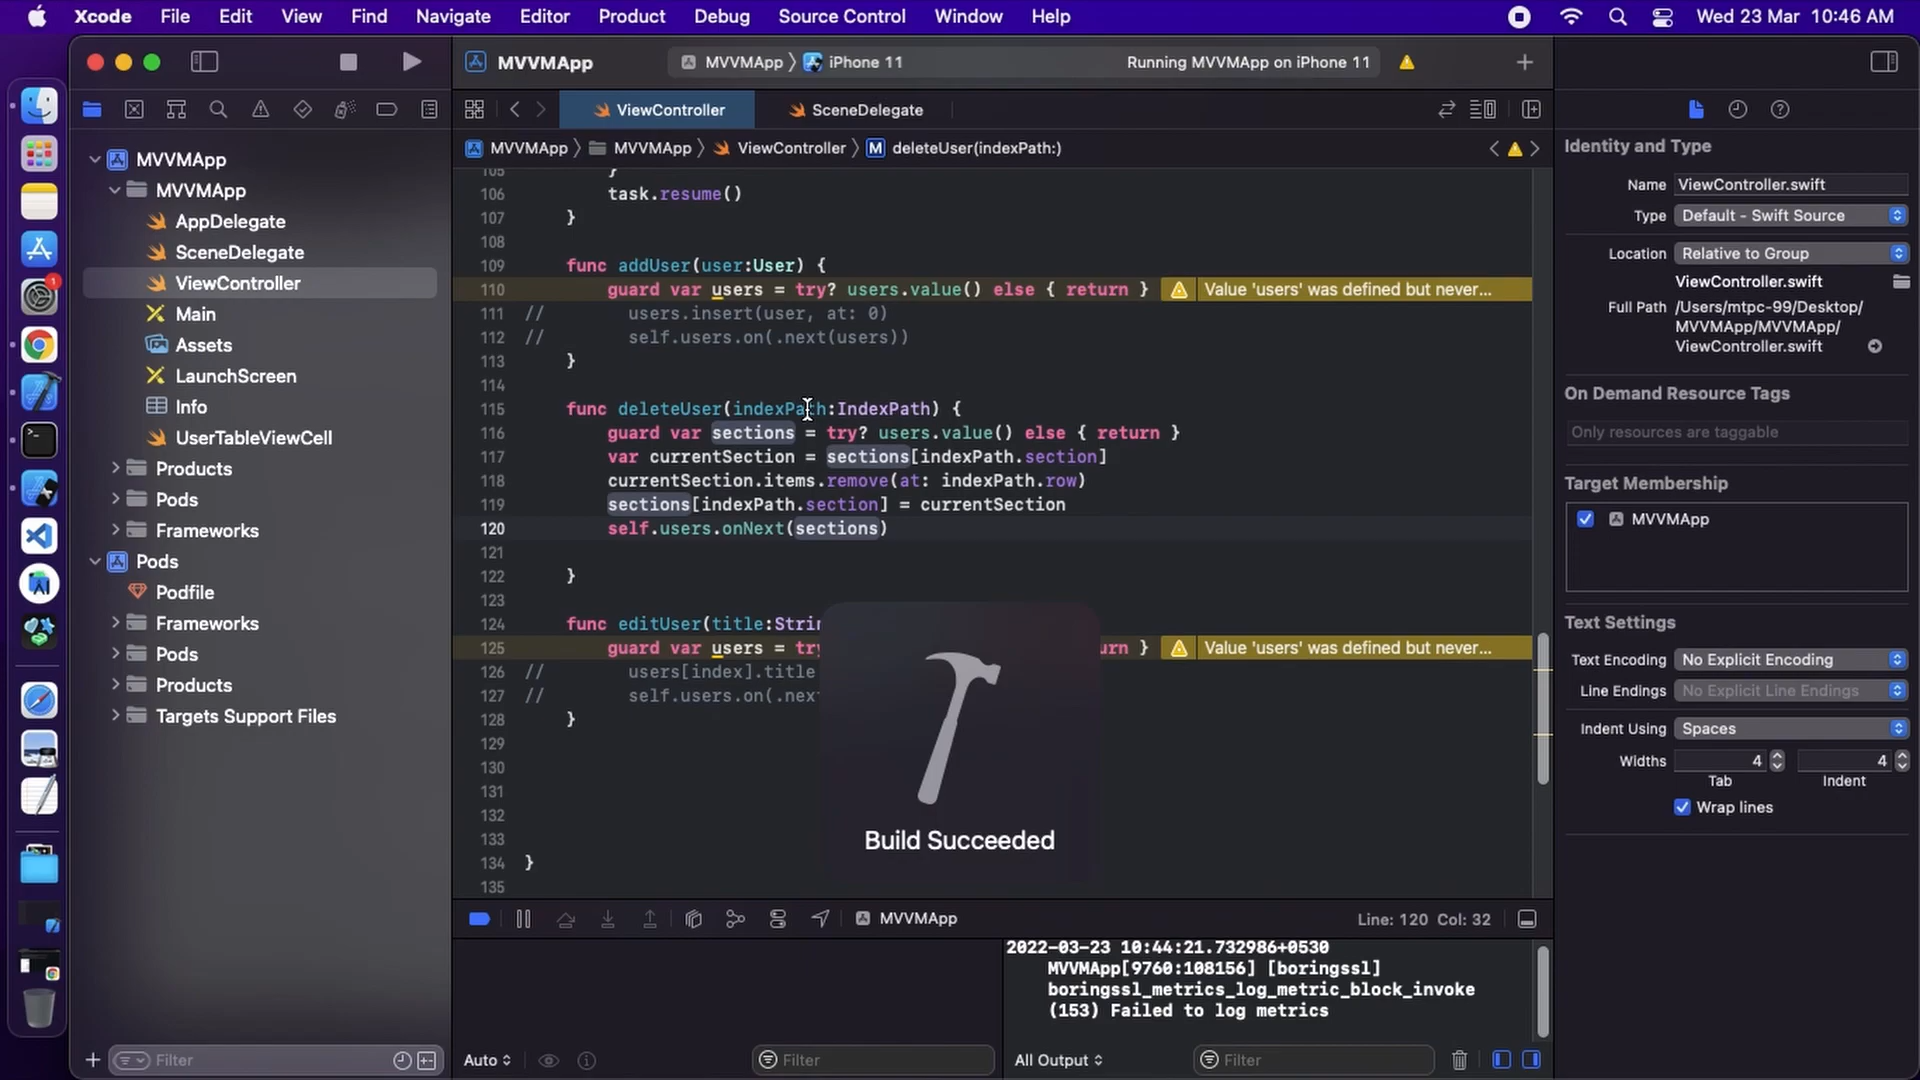 Xcode File Edit View Find Navigate Editor Product Debug Source Control Window Help Wed 23 Mar 10:46 AM
MVVMApp MVVMApp iPhone 11 Running MVVMApp on iPhone 11
ViewController SceneDelegate
MVVMApp MVVMApp ViewController M deleteUser(indexPath:)
MVVMApp
MVVMApp
AppDelegate
SceneDelegate
ViewController
Main
Assets
LaunchScreen
Info
UserTableViewCell
Products
Pods
Frameworks
Pods
Podfile
Frameworks
Pods
Products
Targets Support Files
Filter
105 }
106 task.resume()
107 }
108
109 func addUser(user:User) {
110 guard var users = try? users.value() else { return } Value 'users' was defined but never...
111 // users.insert(user, at: 0)
112 // self.users.on(.next(users))
113 }
114
115 func deleteUser(indexPath:IndexPath) {
116 guard var sections = try? users.value() else { return }
117 var currentSection = sections[indexPath.section]
118 currentSection.items.remove(at: indexPath.row)
119 sections[indexPath.section] = currentSection
120 self.users.onNext(sections)
121
122 }
123
124 func editUser(title:Strin
125 guard var users = try urn } Value 'users' was defined but never...
126 // users[index].title
127 // self.users.on(.nex
128 }
129
130
131
132
133
134 }
135
Build Succeeded
MVVMApp Line: 120 Col: 32
2022-03-23 10:44:21.732986+0530
MVVMApp[9760:108156] [boringssl]
boringssl_metrics_log_metric_block_invoke
(153) Failed to log metrics
Auto Filter All Output Filter
Identity and Type
Name ViewController.swift
Type Default - Swift Source
Location Relative to Group
ViewController.swift
Full Path /Users/mtpc-99/Desktop/
MVVMApp/MVVMApp/
ViewController.swift
On Demand Resource Tags
Only resources are taggable
Target Membership
MVVMApp
Text Settings
Text Encoding No Explicit Encoding
Line Endings No Explicit Line Endings
Indent Using Spaces
Widths 4 4
Tab Indent
Wrap lines
1